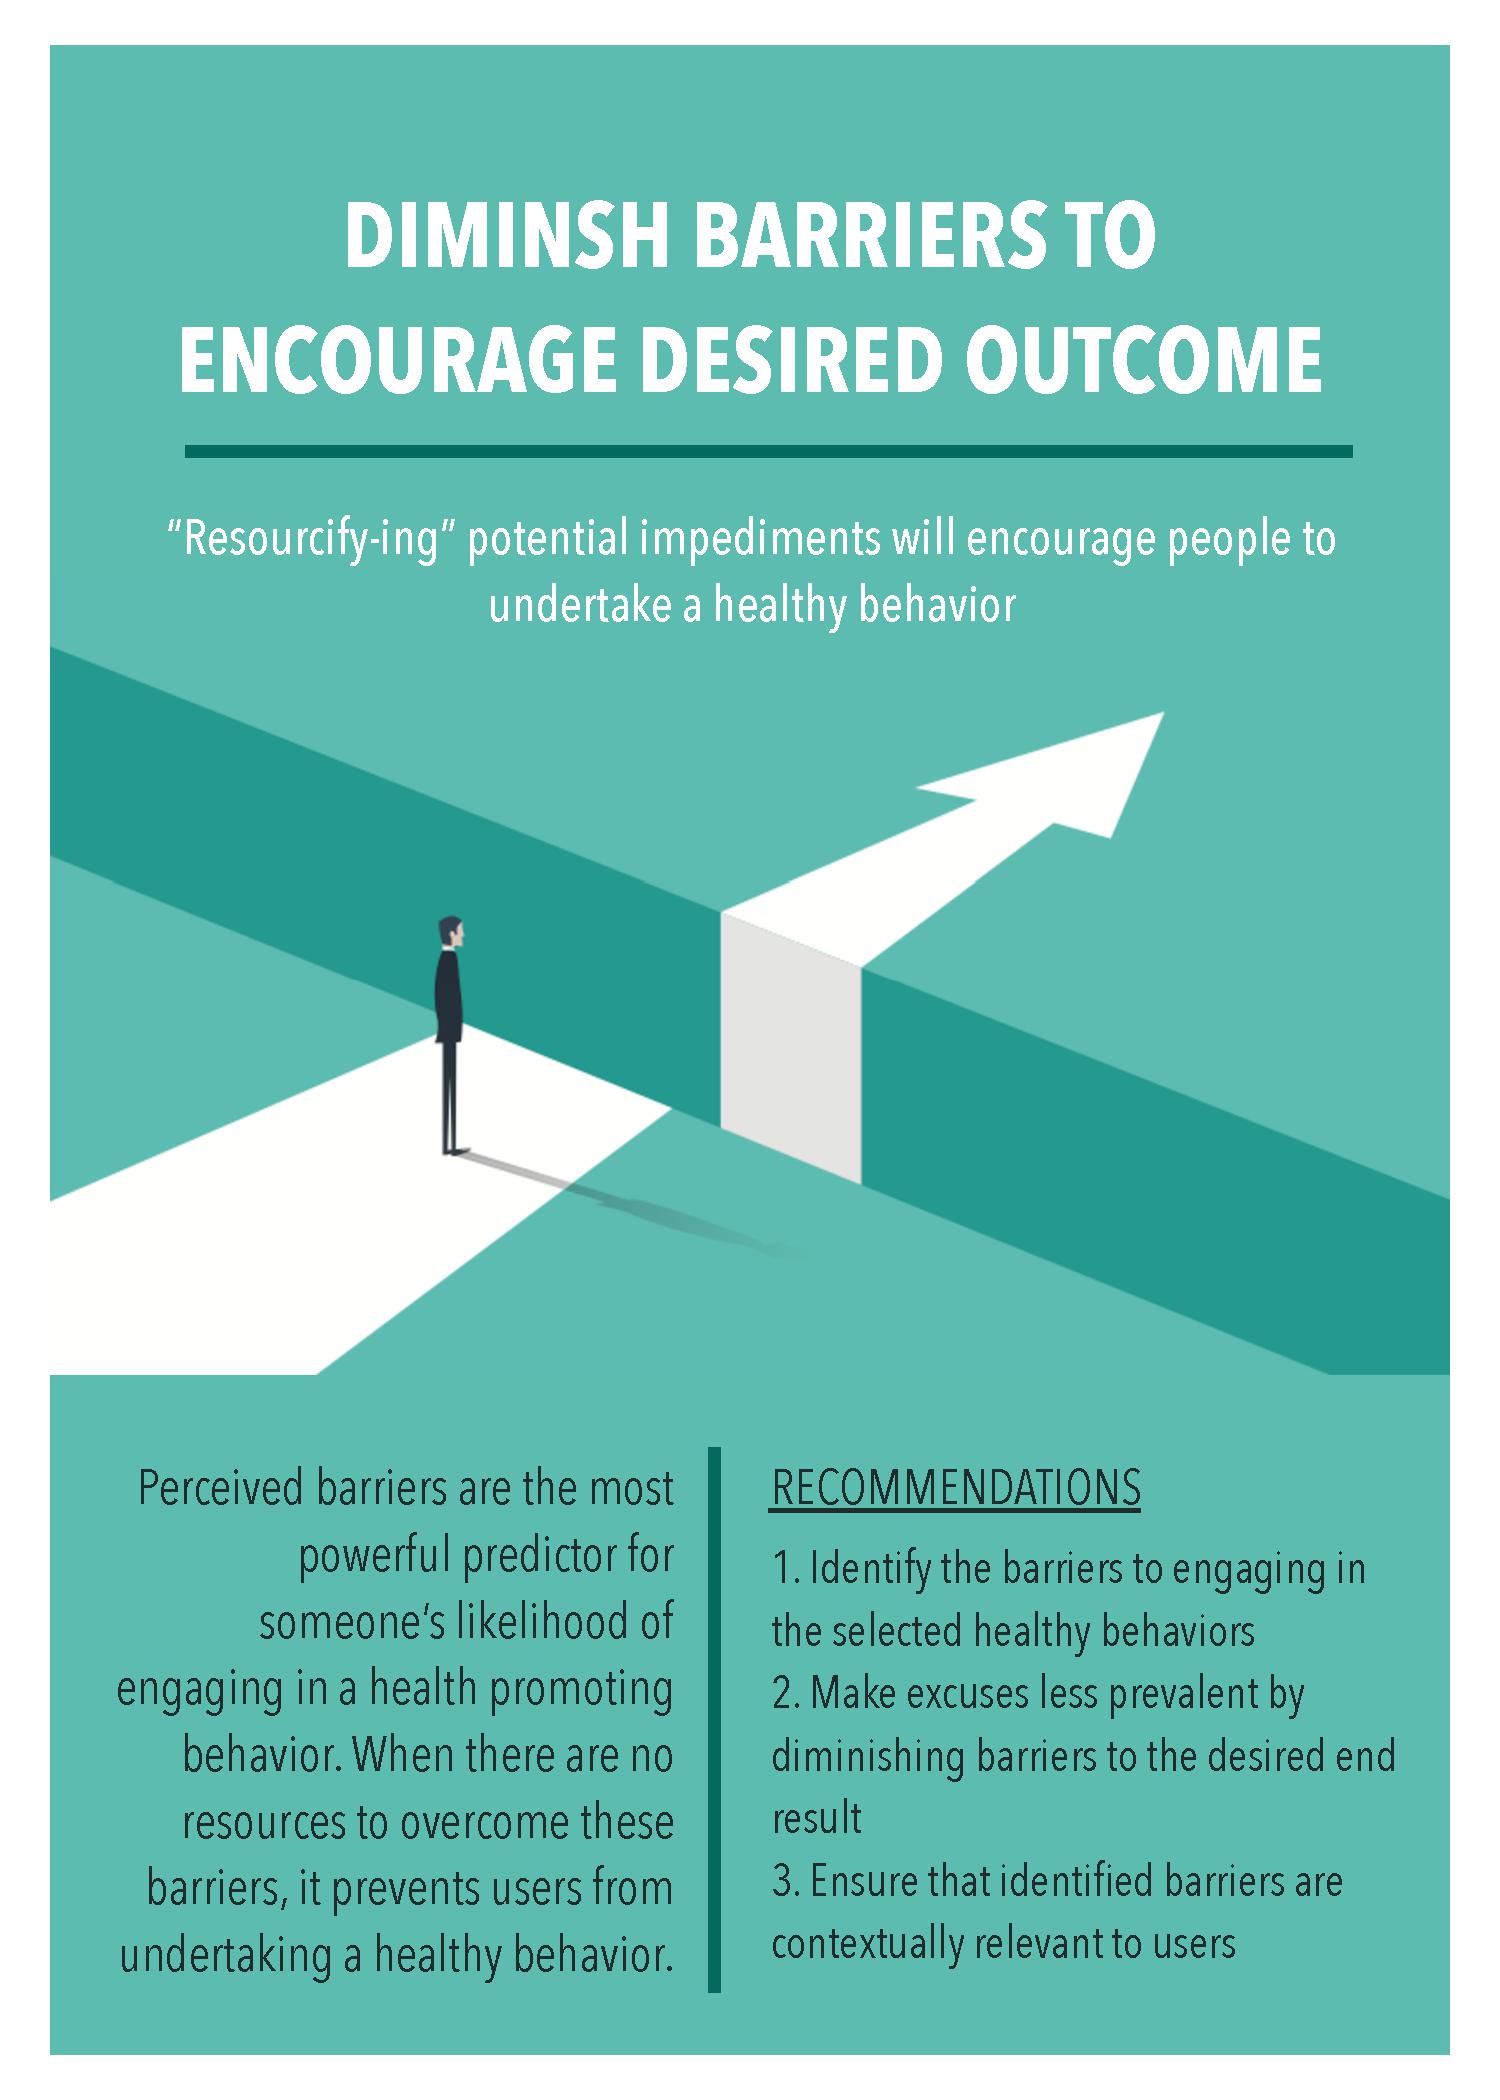 DIMINSH BARRIERS TO
ENCOURAGE DESIRED OUTCOME
“Resourcify-ing” potential impediments will encourage people to
undertake a healthy behavior
Perceived barriers are the most
powerful predictor for
someone’s likelihood of
engaging in a health promoting
behavior. When there are no
resources to overcome these
barriers, it prevents users from
undertaking a healthy behavior.
RECOMMENDATIONS
1. Identify the barriers to engaging in
the selected healthy behaviors
2. Make excuses less prevalent by
diminishing barriers to the desired end
result
3. Ensure that identified barriers are
contextually relevant to users